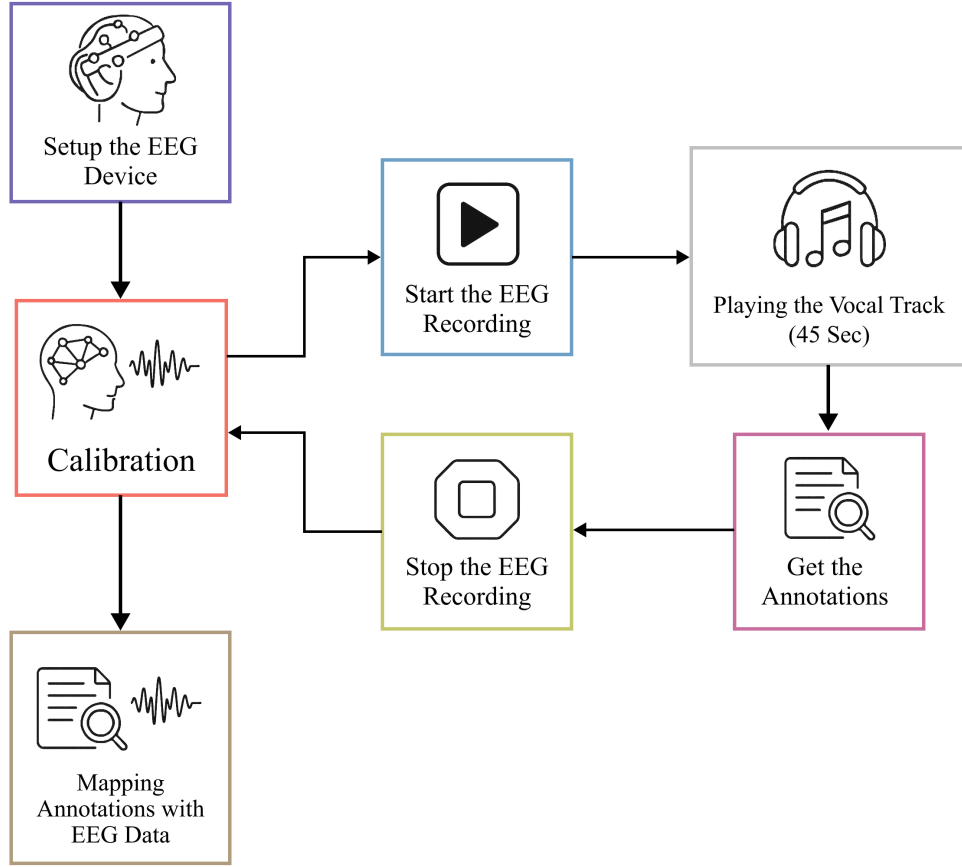 Setup the EEG
Device
Start the EEG
Recording
Playing the Vocal Track
(45 Sec)
Calibration
Stop the EEG
Recording
Get the
Annotations
Mapping
Annotations with
EEG Data